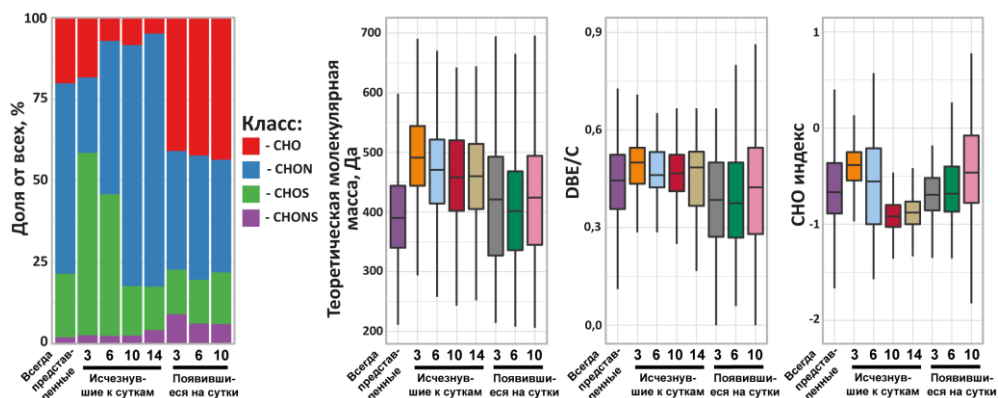 Доля от всех, %
100
75
50
25
0
Всегда
представ-
ленные
3 6 10 14 3 6 10
Исчезнув-
шие к суткам
Появивши-
еся на сутки
Класс:
- CHO
- CHON
- CHOS
- CHONS
Теоретическая молекулярная
масса, Да
700
600
500
400
300
200
Всегда
представ-
ленные
3 6 10 14 3 6 10
Исчезнув-
шие к суткам
Появивши-
еся на сутки
DBE/C
0,9
0,6
0,3
0,0
Всегда
представ-
ленные
3 6 10 14 3 6 10
Исчезнув-
шие к суткам
Появивши-
еся на сутки
CHO индекс
0
-1
-2
Всегда
представ-
ленные
3 6 10 14 3 6 10
Исчезнув-
шие к суткам
Появивши-
еся на сутки